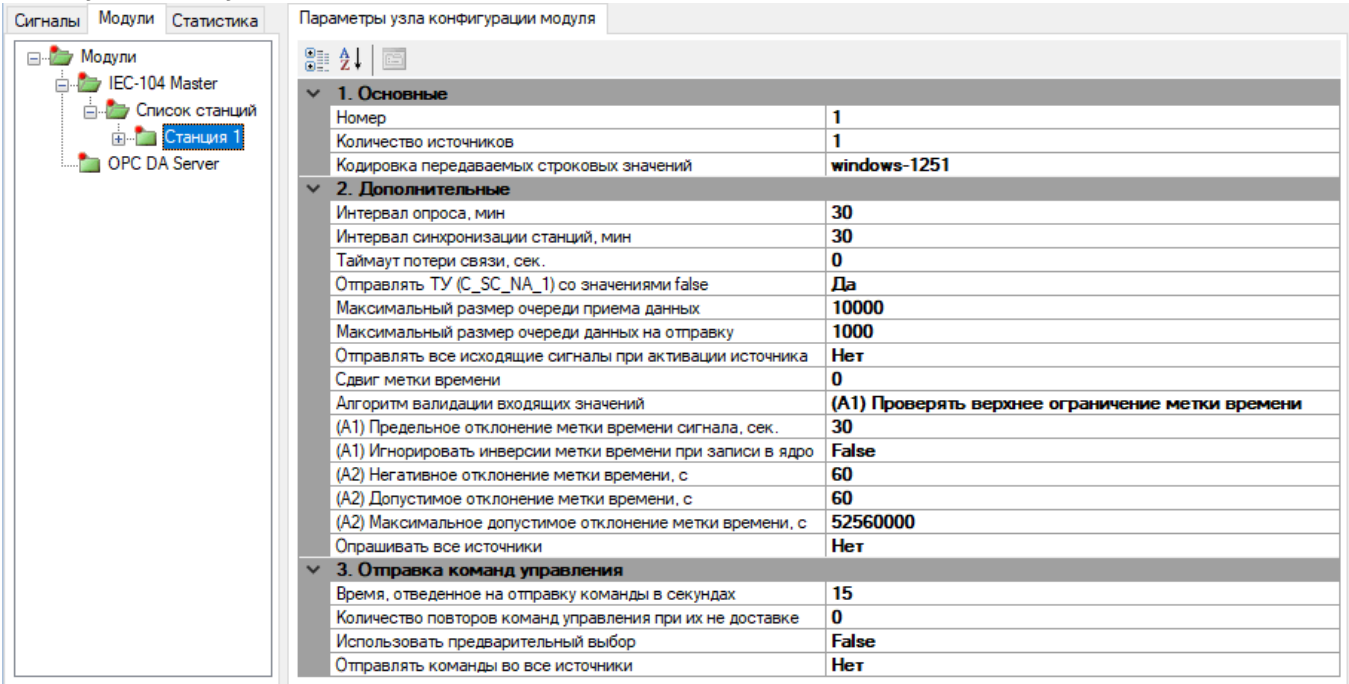 Сигналы Модули Статистика
Параметры узла конфигурации модуля
Модули
IEC-104 Master
Список станций
Станция 1
OPC DA Server
1. Основные
Номер 1
Количество источников 1
Кодировка передаваемых строковых значений windows-1251
2. Дополнительные
Интервал опроса, мин 30
Интервал синхронизации станций, мин 30
Таймаут потери связи, сек. 0
Отправлять ТУ (C_SC_NA_1) со значениями false Да
Максимальный размер очереди приема данных 10000
Максимальный размер очереди данных на отправку 1000
Отправлять все исходящие сигналы при активации источника Нет
Сдвиг метки времени 0
Алгоритм валидации входящих значений (A1) Проверять верхнее ограничение метки времени
(A1) Предельное отклонение метки времени сигнала, сек. 30
(A1) Игнорировать инверсии метки времени при записи в ядро False
(A2) Негативное отклонение метки времени, с 60
(A2) Допустимое отклонение метки времени, с 60
(A2) Максимальное допустимое отклонение метки времени, с 52560000
Опрашивать все источники Нет
3. Отправка команд управления
Время, отведенное на отправку команды в секундах 15
Количество повторов команд управления при их не доставке 0
Использовать предварительный выбор False
Отправлять команды во все источники Нет